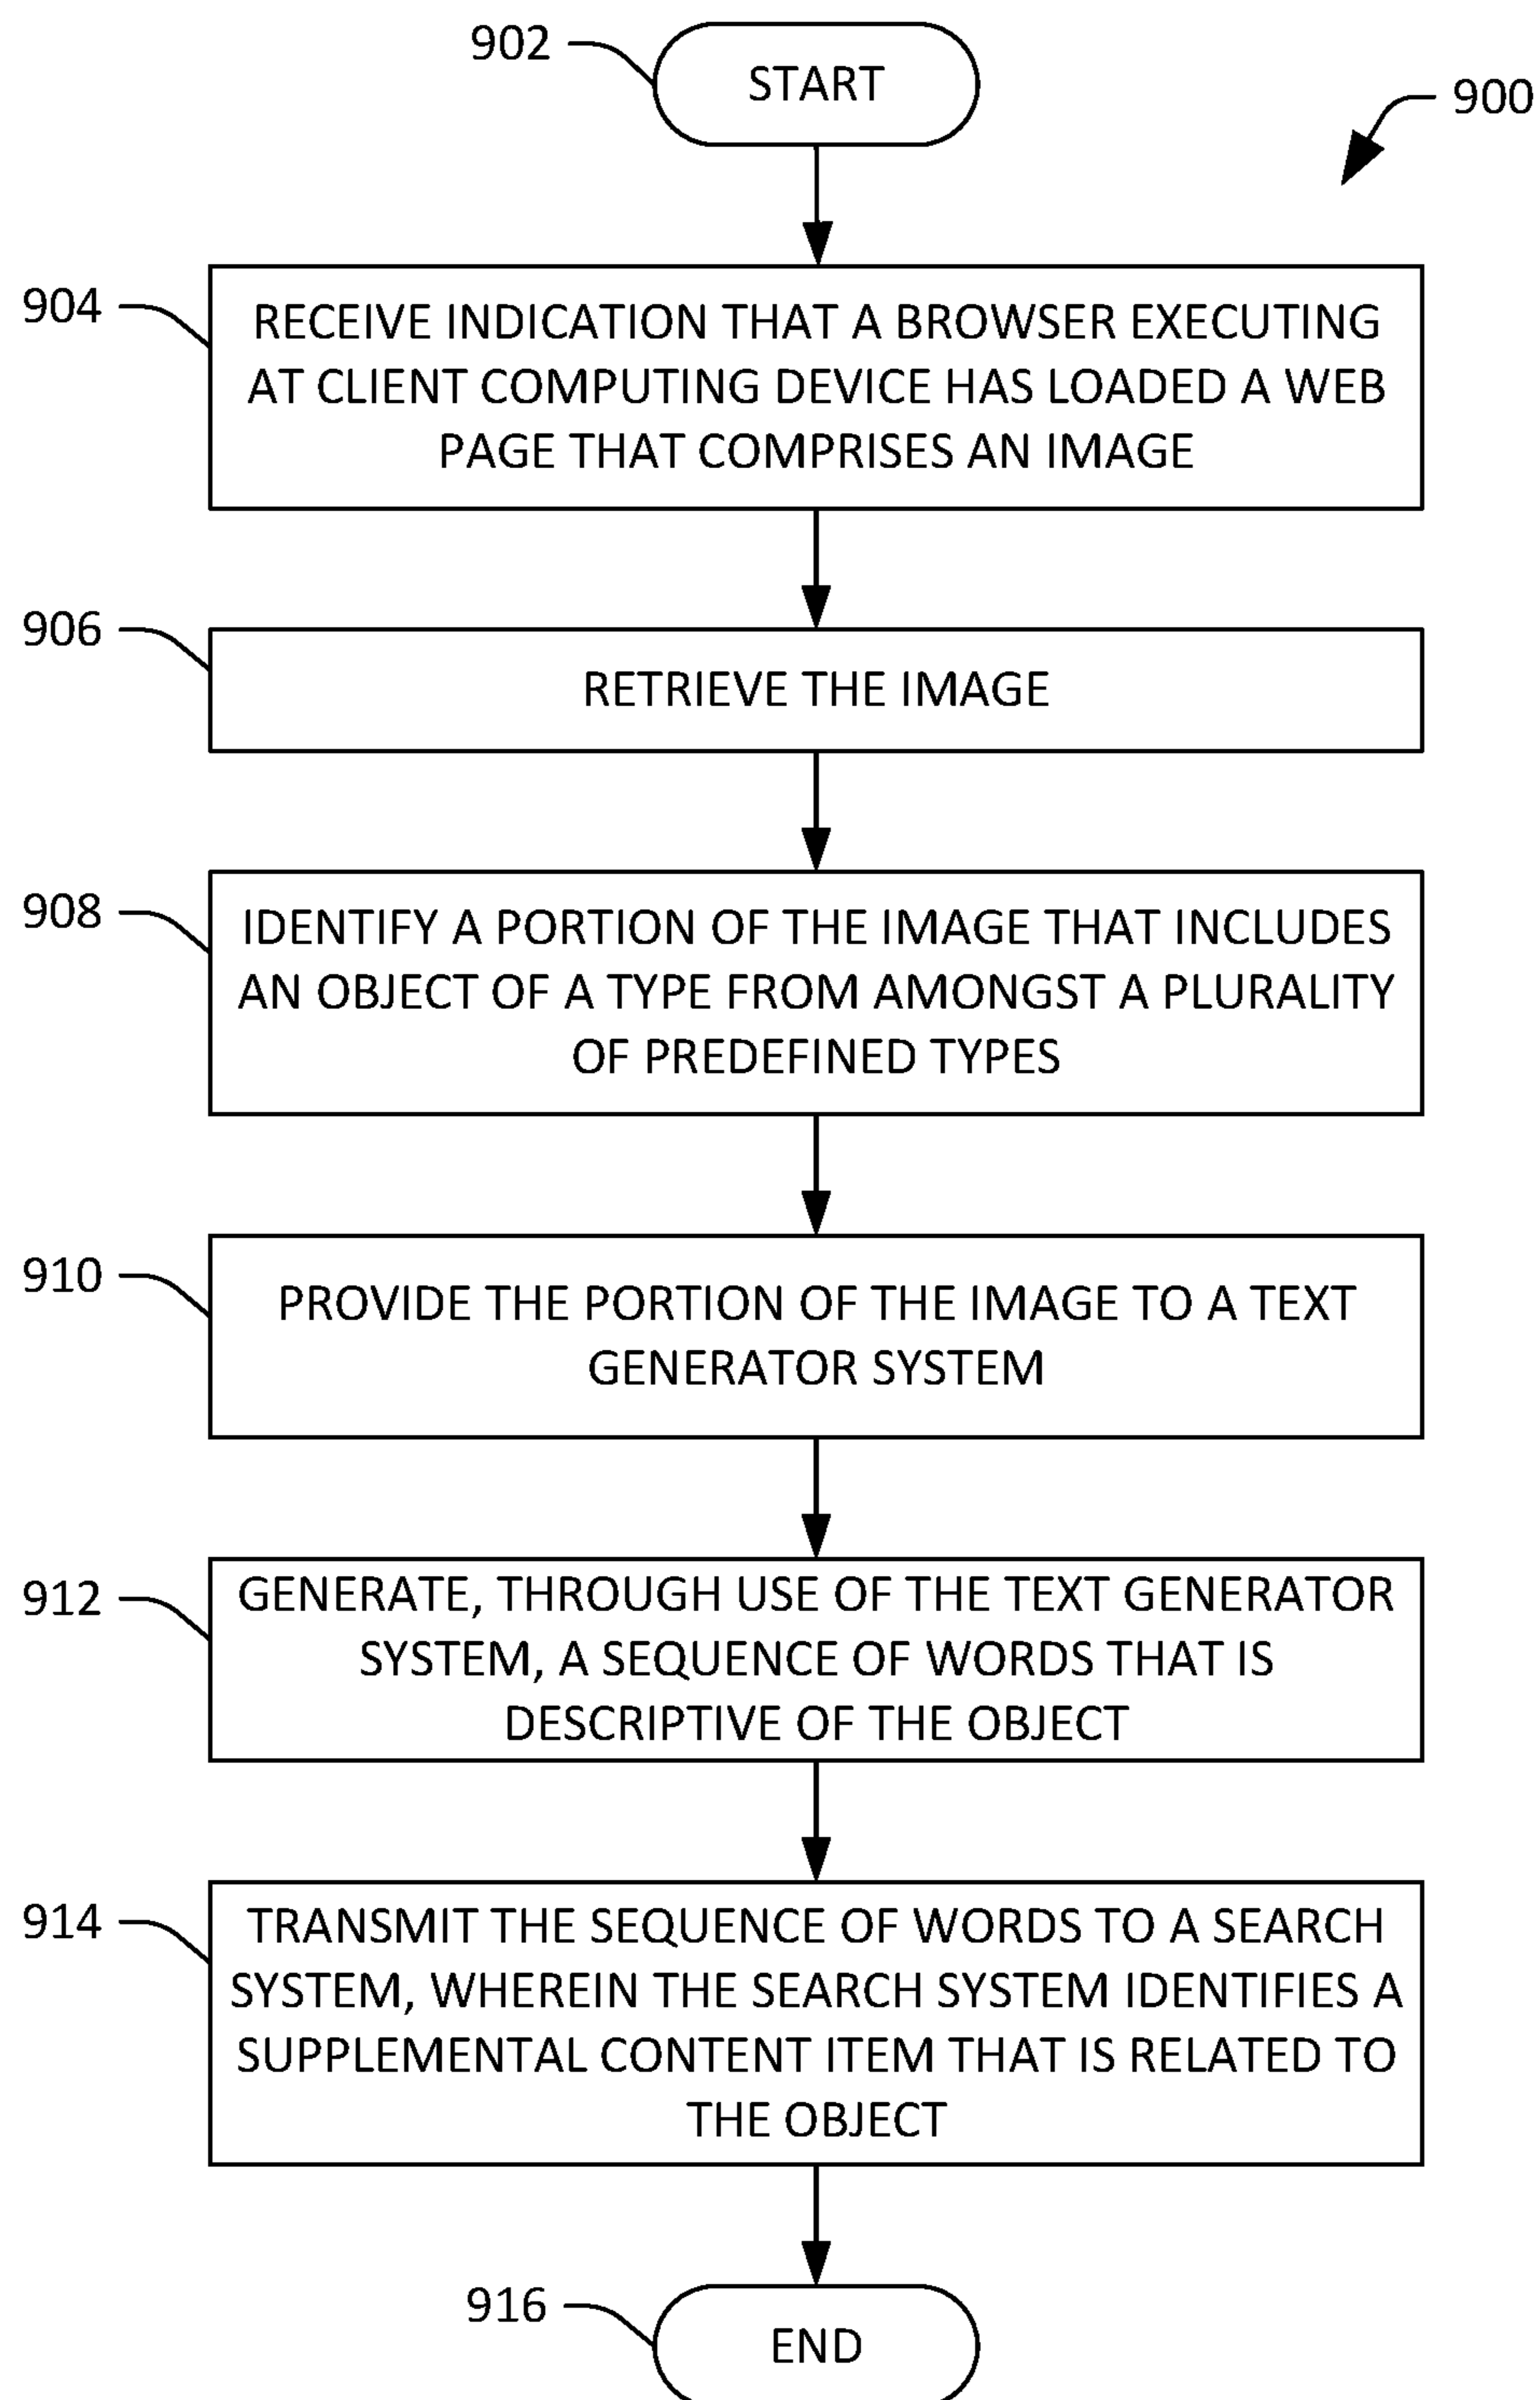 902
START
900
904
RECEIVE INDICATION THAT A BROWSER EXECUTING
AT CLIENT COMPUTING DEVICE HAS LOADED A WEB
PAGE THAT COMPRISES AN IMAGE
906
RETRIEVE THE IMAGE
908
IDENTIFY A PORTION OF THE IMAGE THAT INCLUDES
AN OBJECT OF A TYPE FROM AMONGST A PLURALITY
OF PREDEFINED TYPES
910
PROVIDE THE PORTION OF THE IMAGE TO A TEXT
GENERATOR SYSTEM
912
GENERATE, THROUGH USE OF THE TEXT GENERATOR
SYSTEM, A SEQUENCE OF WORDS THAT IS
DESCRIPTIVE OF THE OBJECT
914
TRANSMIT THE SEQUENCE OF WORDS TO A SEARCH
SYSTEM, WHEREIN THE SEARCH SYSTEM IDENTIFIES A
SUPPLEMENTAL CONTENT ITEM THAT IS RELATED TO
THE OBJECT
916
END